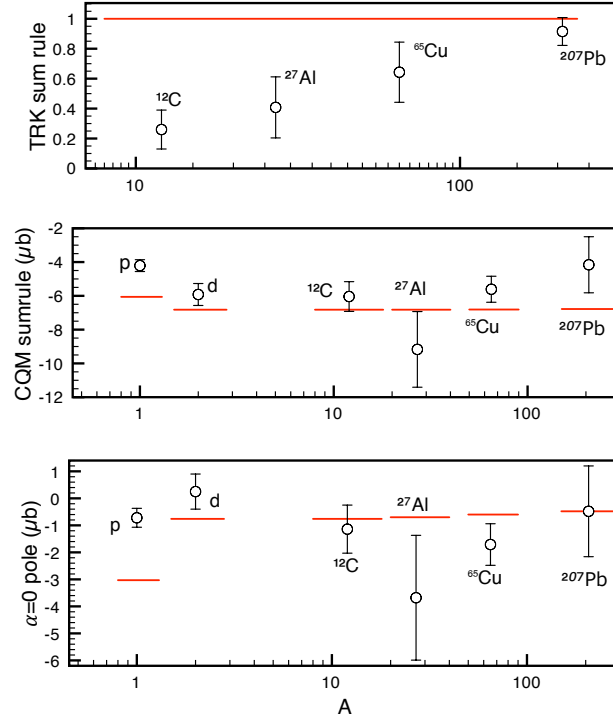 TRK sum rule
1
0.8
0.6
0.4
0.2
0
¹²C
²⁷Al
⁶⁵Cu
²⁰⁷Pb
10
100
CQM sumrule (μb)
-2
-4
-6
-8
-10
-12
p
d
¹²C
²⁷Al
⁶⁵Cu
²⁰⁷Pb
1
10
100
α=0 pole (μb)
1
0
-1
-2
-3
-4
-5
-6
p
d
¹²C
²⁷Al
⁶⁵Cu
²⁰⁷Pb
1
10
100
A